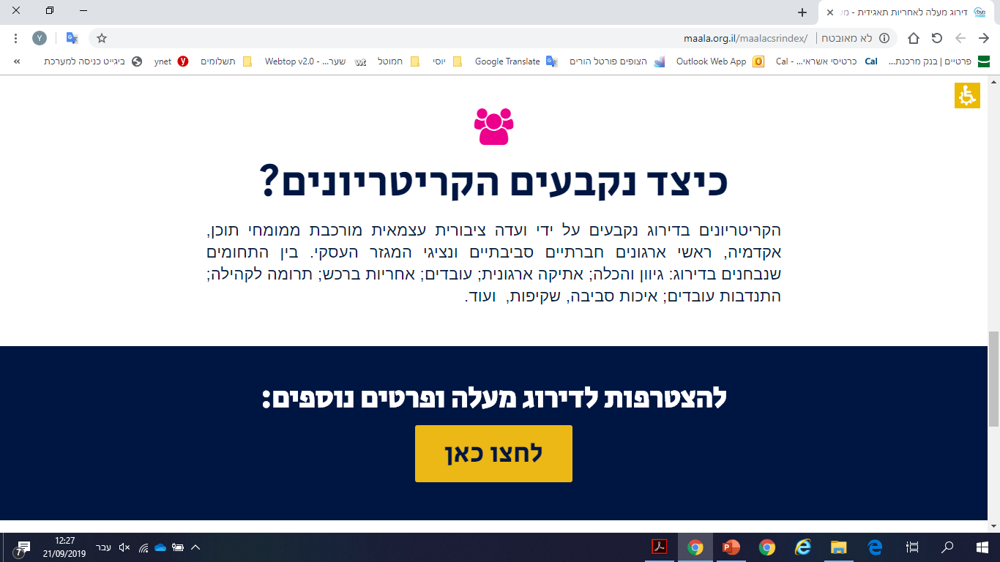 דירוג מעלה לאחריות תאגידית - מע
לא מאובטח
maala.org.il/maalacsrindex/
Y
פרטיים | בנק מרכנת...
Cal כרטיסי אשראי... - Cal
Outlook Web App
הצופים פורטל הורים
Google Translate
יוסי
חמוטל
wt שער... - Webtop v2.0
תשלומים
y ynet
ביגייט כניסה למערכת
כיצד נקבעים הקריטריונים?
הקריטריונים בדירוג נקבעים על ידי ועדה ציבורית עצמאית מורכבת ממומחי תוכן,
אקדמיה, ראשי ארגונים חברתיים סביבתיים ונציגי המגזר העסקי. בין התחומים
שנבחנים בדירוג: גיוון והכלה; אתיקה ארגונית; עובדים; אחריות ברכש; תרומה לקהילה;
התנדבות עובדים; איכות סביבה, שקיפות, ועוד.
להצטרפות לדירוג מעלה ופרטים נוספים:
לחצו כאן
עבר
12:27
21/09/2019
7